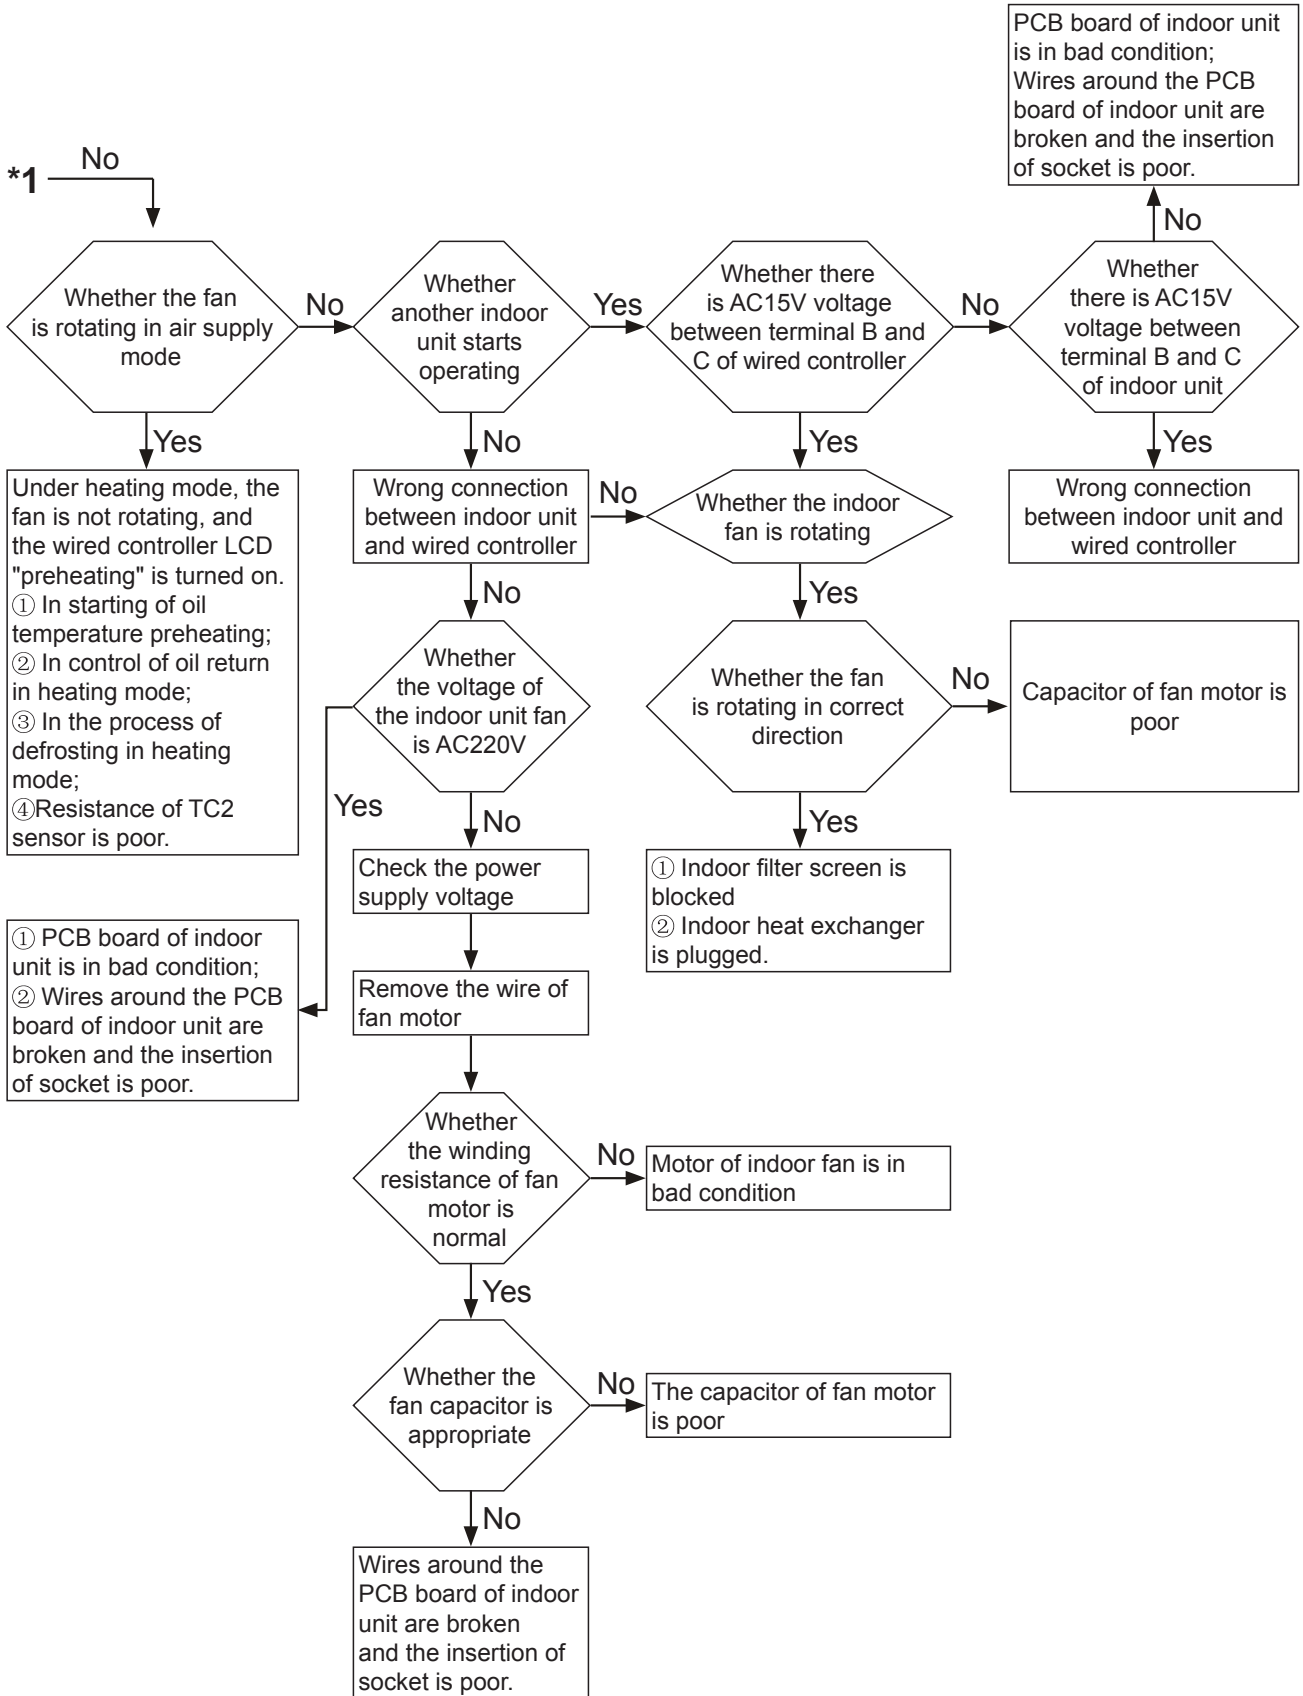 PCB board of indoor unit
is in bad condition;
Wires around the PCB
board of indoor unit are
broken and the insertion
of socket is poor.
*1
No
No
Whether the fan
is rotating in air supply
mode
No
Whether
another indoor
unit starts
operating
Yes
Whether there
is AC15V voltage
between terminal B and
C of wired controller
No
Whether
there is AC15V
voltage between
terminal B and C
of indoor unit
Yes
No
Yes
Yes
Under heating mode, the
fan is not rotating, and
the wired controller LCD
"preheating" is turned on.
① In starting of oil
temperature preheating;
② In control of oil return
in heating mode;
③ In the process of
defrosting in heating
mode;
④Resistance of TC2
sensor is poor.
Wrong connection
between indoor unit
and wired controller
No
Whether the indoor
fan is rotating
Wrong connection
between indoor unit and
wired controller
No
Yes
Whether
the voltage of
the indoor unit fan
is AC220V
Whether the fan
is rotating in correct
direction
No
Capacitor of fan motor is
poor
Yes
No
Yes
Check the power
supply voltage
① Indoor filter screen is
blocked
② Indoor heat exchanger
is plugged.
① PCB board of indoor
unit is in bad condition;
② Wires around the PCB
board of indoor unit are
broken and the insertion
of socket is poor.
Remove the wire of
fan motor
Whether
the winding
resistance of fan
motor is
normal
No
Motor of indoor fan is in
bad condition
Yes
Whether the
fan capacitor is
appropriate
No
The capacitor of fan motor
is poor
No
Wires around the
PCB board of indoor
unit are broken
and the insertion of
socket is poor.